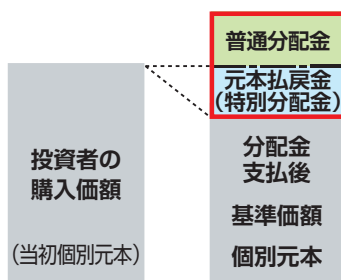 普通分配金
元本払戻金
(特別分配金)
投資者の
購入価額
(当初個別元本)
分配金
支払後
基準価額
個別元本